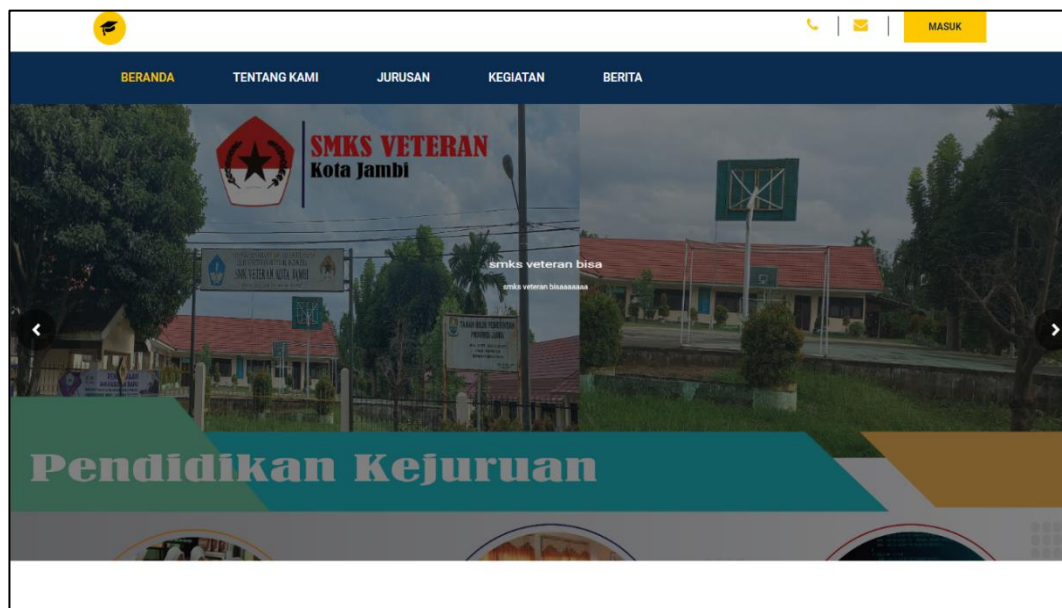 MASUK
BERANDA TENTANG KAMI JURUSAN KEGIATAN BERITA
SMKS VETERAN
Kota Jambi
SMK VETERAN KOTA JAMBI
smks veteran bisa
smks veteran bisaaaaaaa
Pendidikan Kejuruan